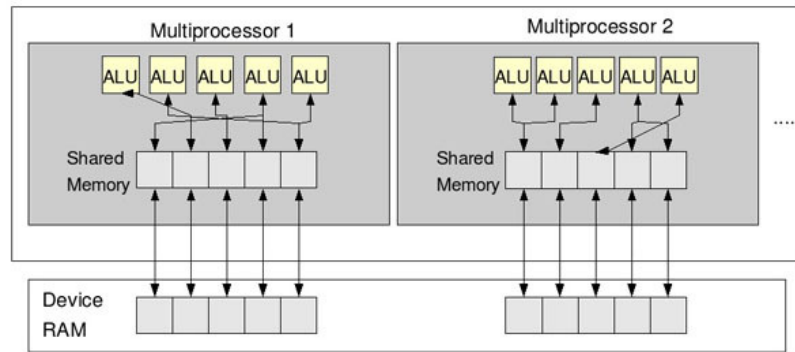 Multiprocessor 1
Multiprocessor 2
ALU ALU ALU ALU ALU
ALU ALU ALU ALU ALU
....
Shared
Memory
Shared
Memory
Device
RAM